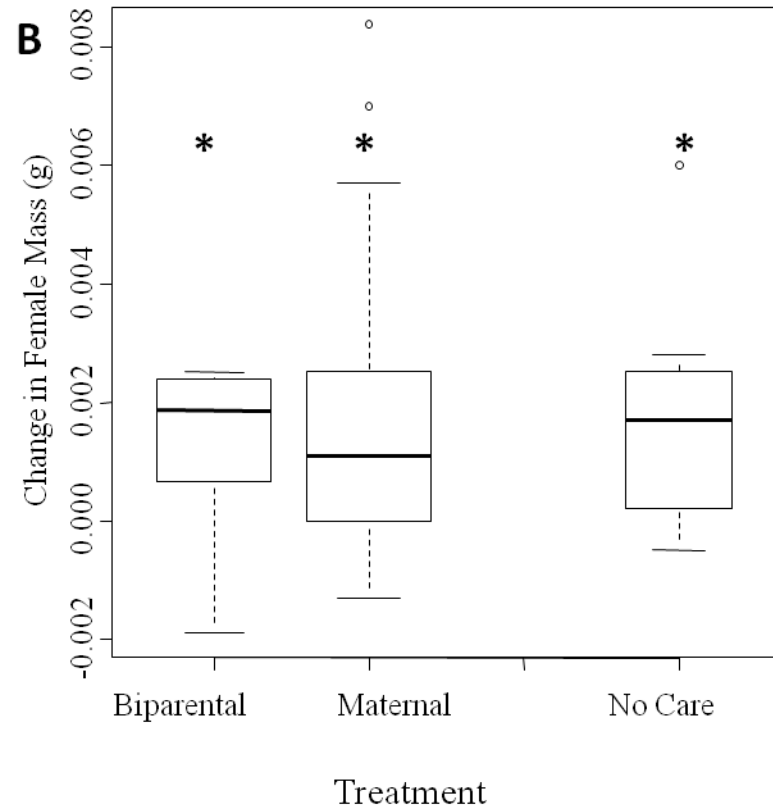 B
Change in Female Mass (g)
0.008
0.006
0.004
0.002
0.000
-0.002
* * *
Biparental Maternal No Care
Treatment